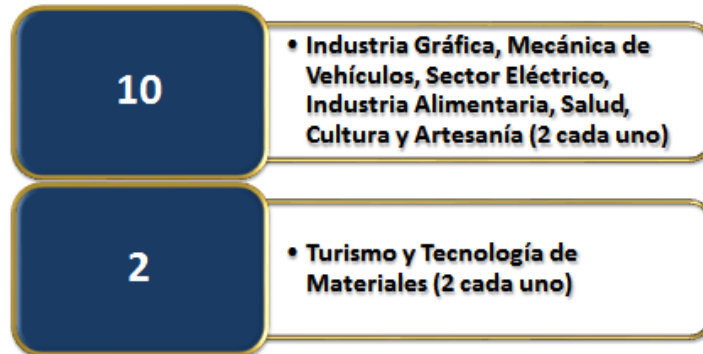 10
• Industria Gráfica, Mecánica de
Vehículos, Sector Eléctrico,
Industria Alimentaria, Salud,
Cultura y Artesanía (2 cada uno)
2
• Turismo y Tecnología de
Materiales (2 cada uno)